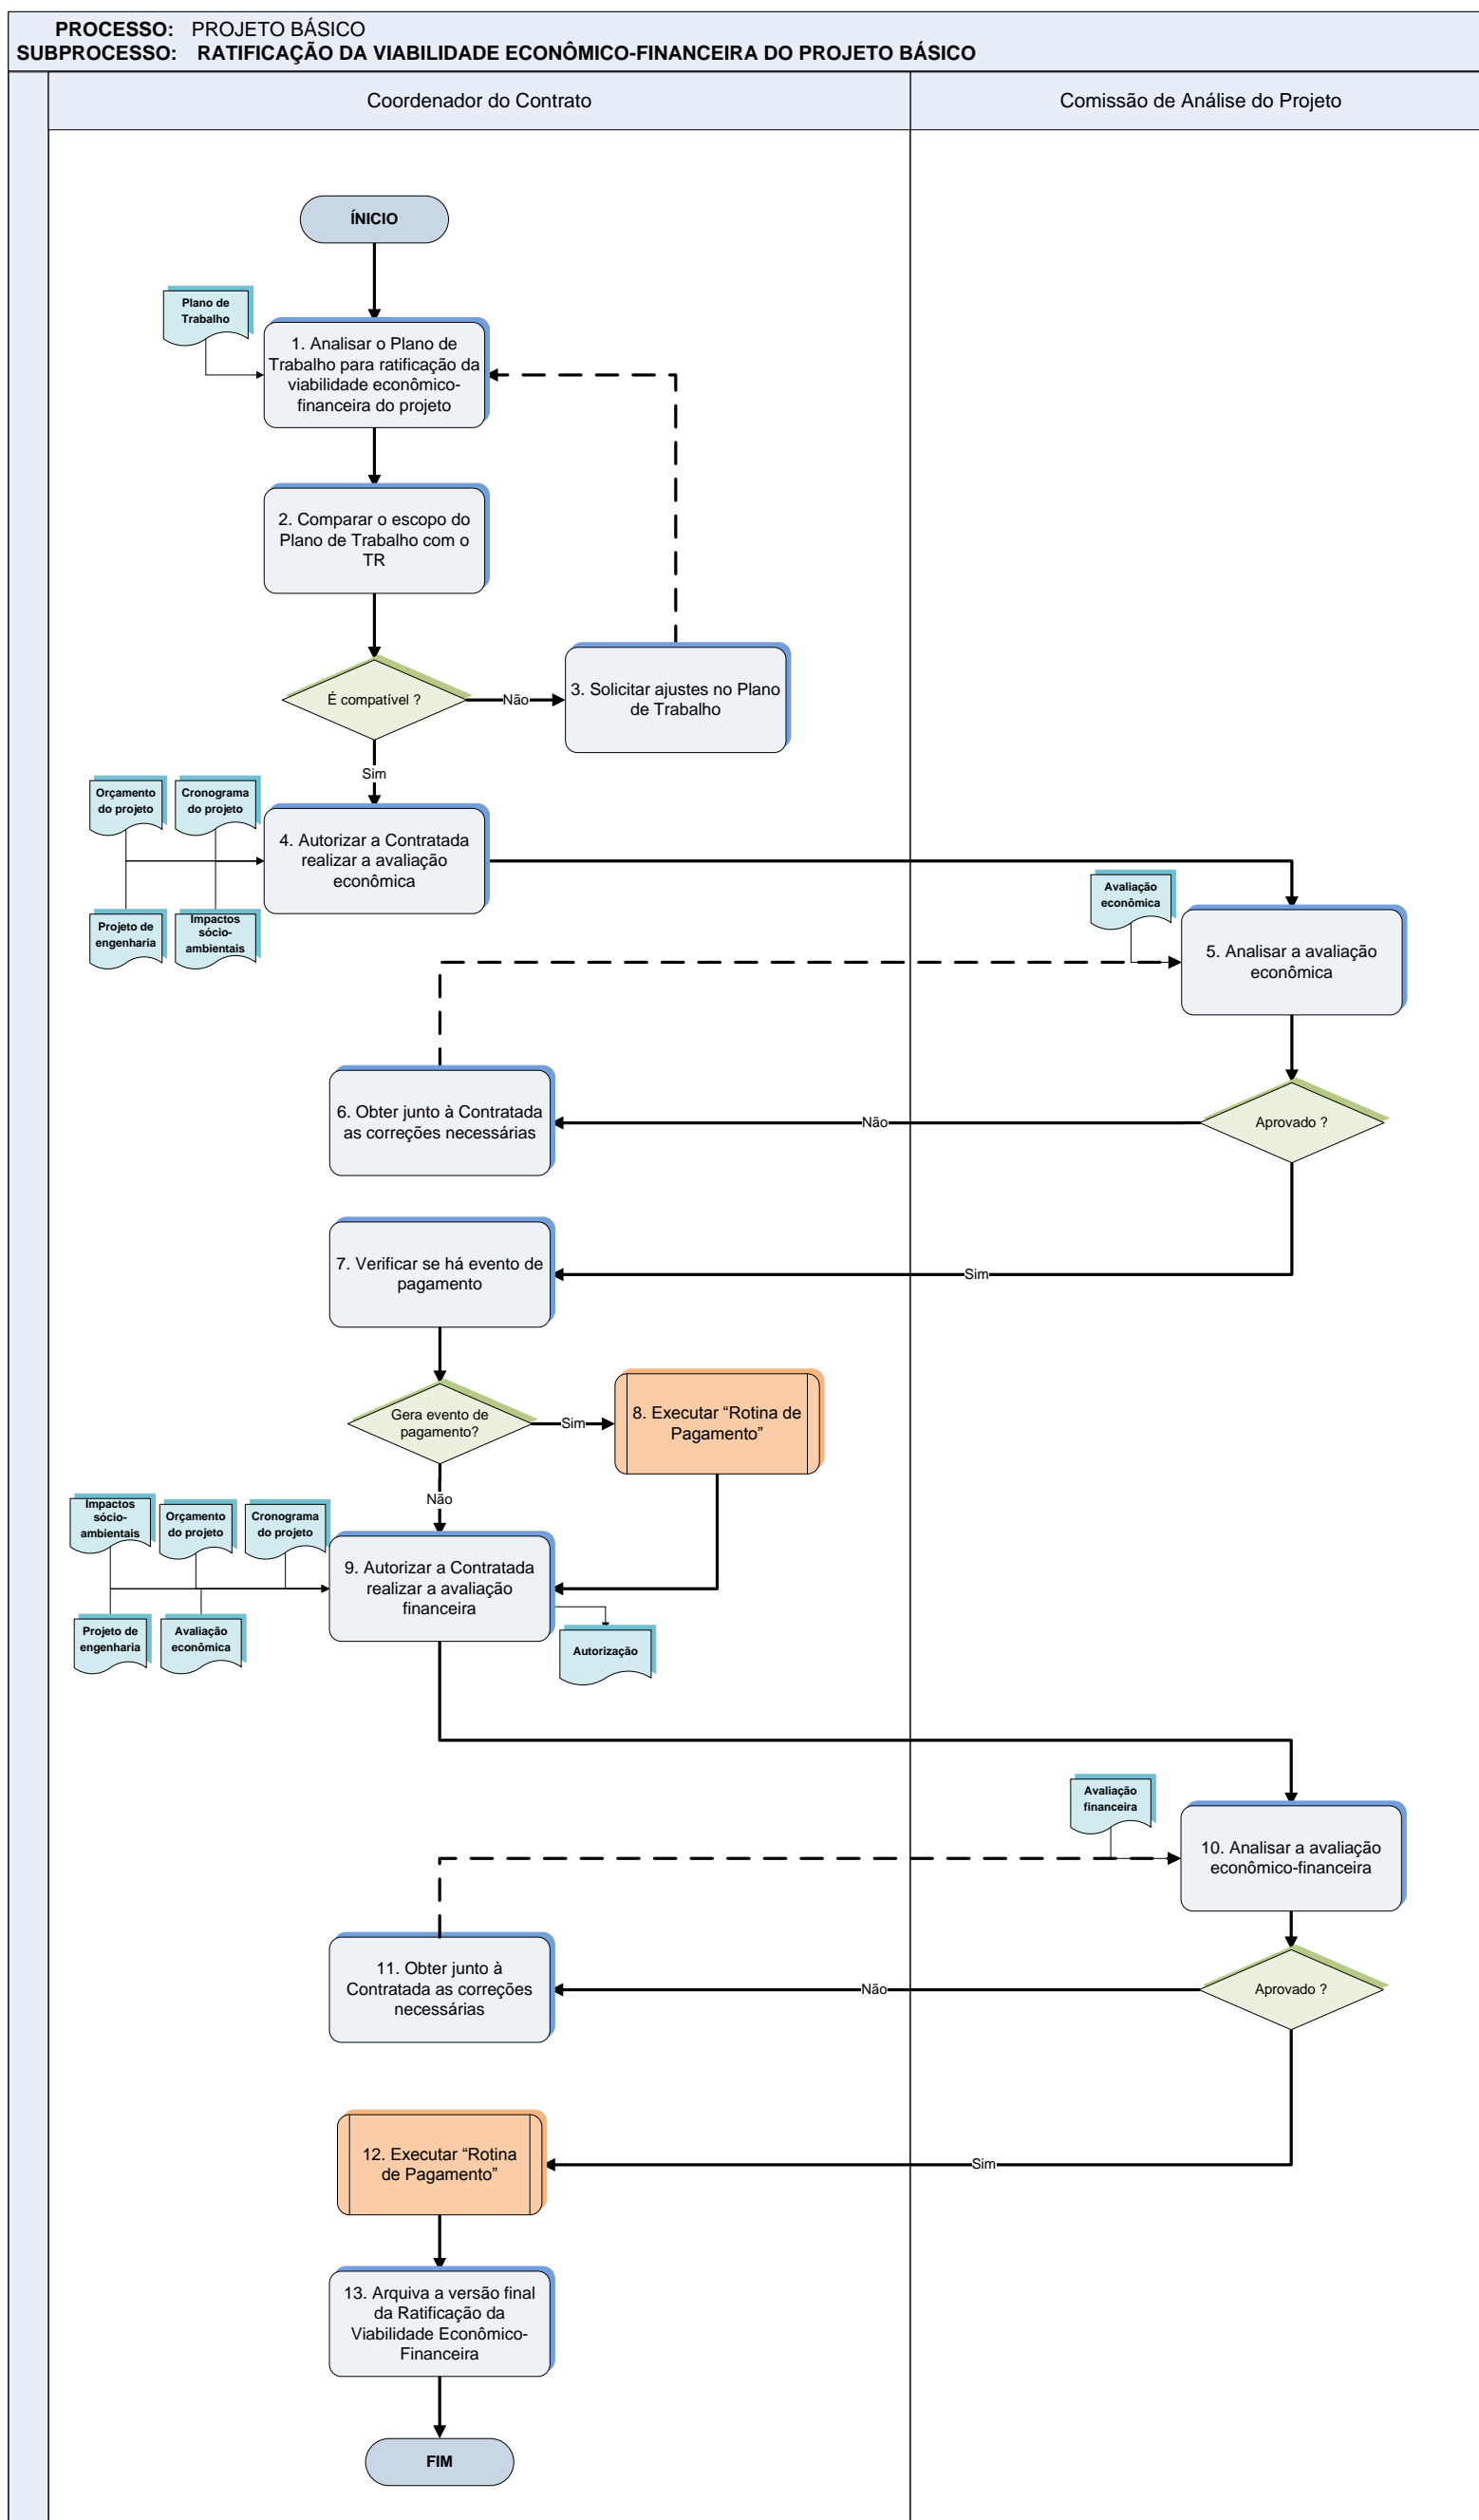 PROCESSO: PROJETO BÁSICO
SUBPROCESSO: RATIFICAÇÃO DA VIABILIDADE ECONÔMICO-FINANCEIRA DO PROJETO BÁSICO
Coordenador do Contrato
Comissão de Análise do Projeto
ÍNICIO
Plano de
Trabalho
1. Analisar o Plano de
Trabalho para ratificação da
viabilidade econômico-
financeira do projeto
2. Comparar o escopo do
Plano de Trabalho com o
TR
É compatível ?
Não
3. Solicitar ajustes no Plano
de Trabalho
Sim
Orçamento
do projeto
Cronograma
do projeto
4. Autorizar a Contratada
realizar a avaliação
econômica
Projeto de
engenharia
Impactos
sócio-
ambientais
Avaliação
econômica
5. Analisar a avaliação
econômica
6. Obter junto à Contratada
as correções necessárias
Não
Aprovado ?
7. Verificar se há evento de
pagamento
Sim
Gera evento de
pagamento?
Sim
8. Executar “Rotina de
Pagamento”
Não
Impactos
sócio-
ambientais
Orçamento
do projeto
Cronograma
do projeto
9. Autorizar a Contratada
realizar a avaliação
financeira
Projeto de
engenharia
Avaliação
econômica
Autorização
Avaliação
financeira
10. Analisar a avaliação
econômico-financeira
11. Obter junto à
Contratada as correções
necessárias
Não
Aprovado ?
12. Executar “Rotina
de Pagamento”
Sim
13. Arquiva a versão final
da Ratificação da
Viabilidade Econômico-
Financeira
FIM